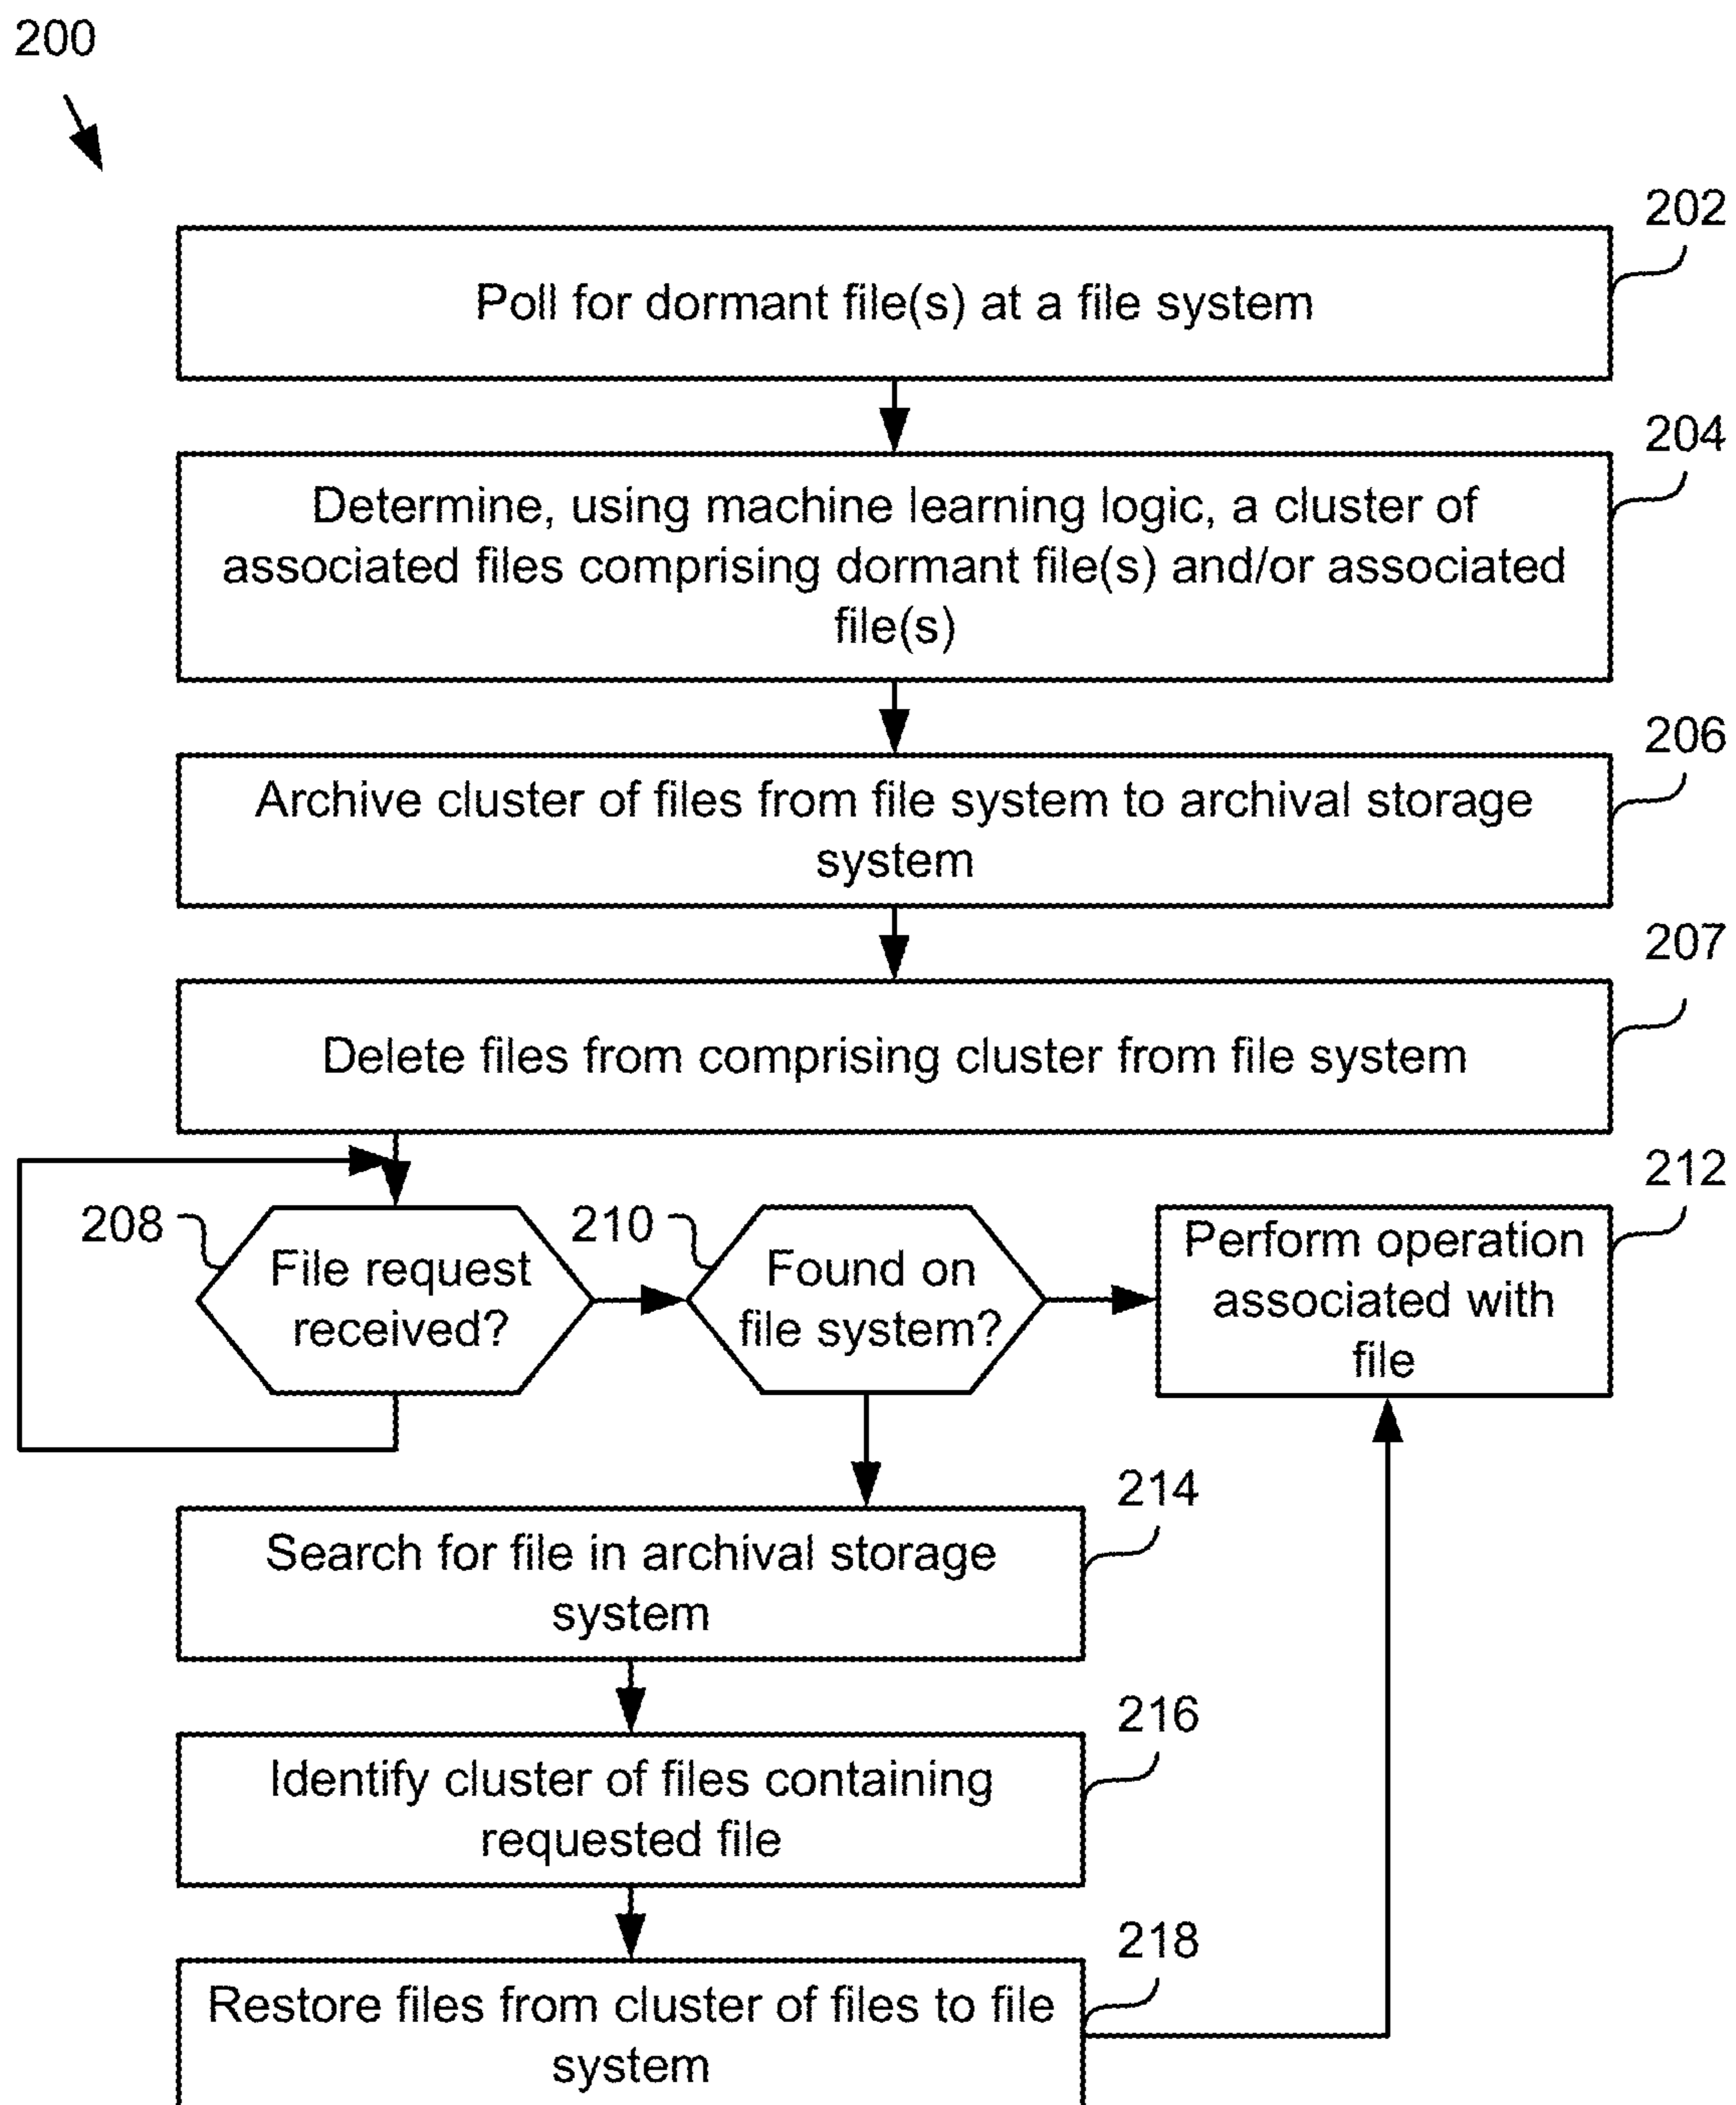 200
202
Poll for dormant file(s) at a file system
204
Determine, using machine learning logic, a cluster of
associated files comprising dormant file(s) and/or associated
file(s)
206
Archive cluster of files from file system to archival storage
system
207
Delete files from comprising cluster from file system
208
File request
received?
210
Found on
file system?
212
Perform operation
associated with
file
214
Search for file in archival storage
system
216
Identify cluster of files containing
requested file
218
Restore files from cluster of files to file
system